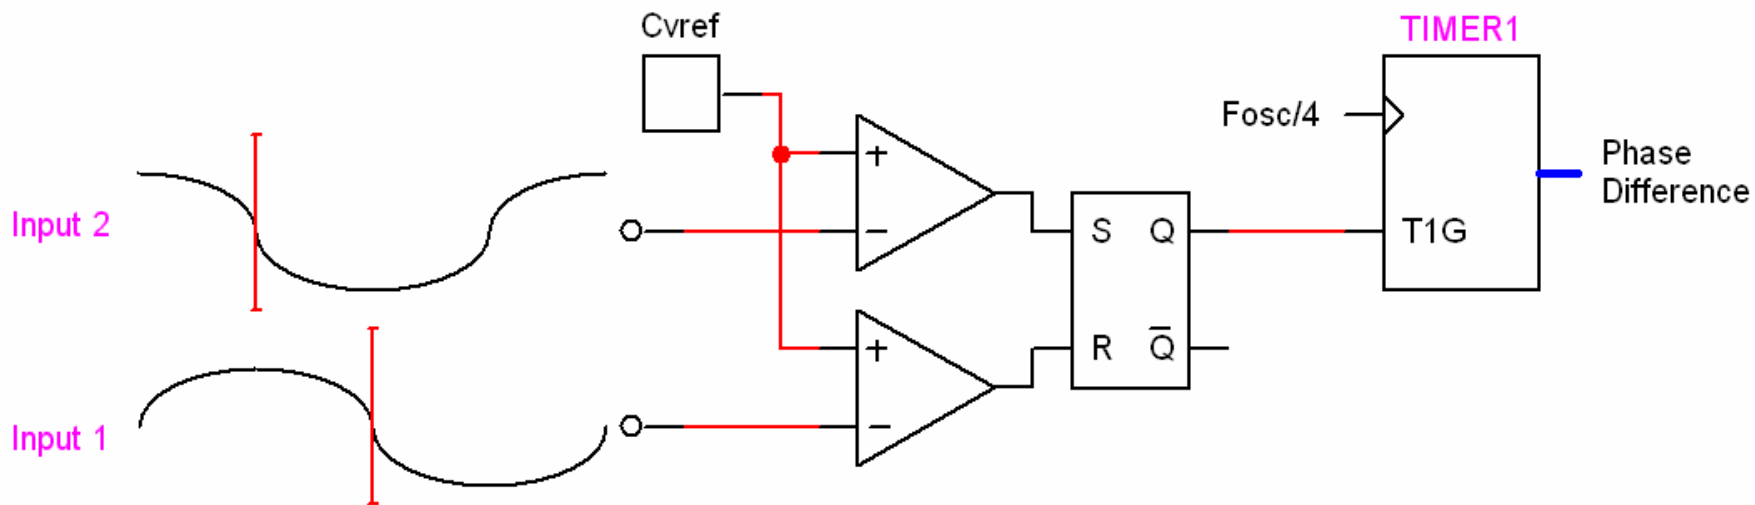 Cvref
TIMER1
Fosc/4
Phase
Difference
Input 2
+
−
S Q
T1G
Input 1
+
−
R Q̅